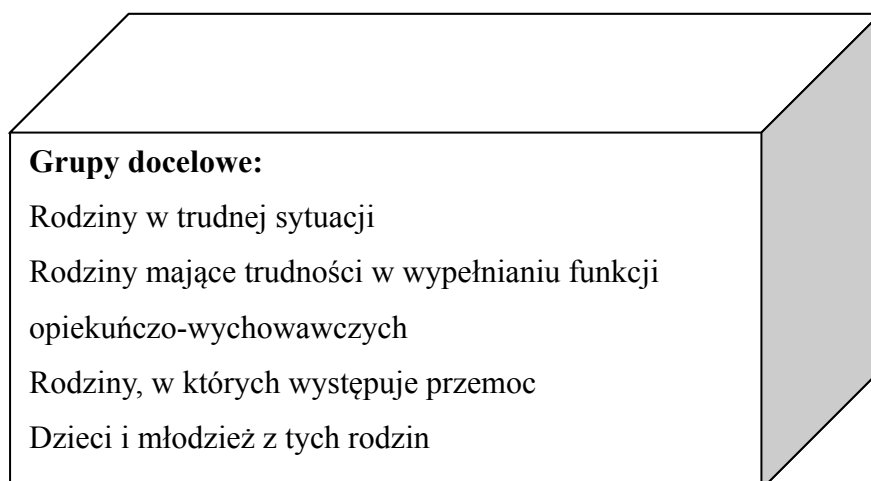 Grupy docelowe:
Rodziny w trudnej sytuacji
Rodziny mające trudności w wypełnianiu funkcji
opiekuńczo-wychowawczych
Rodziny, w których występuje przemoc
Dzieci i młodzież z tych rodzin